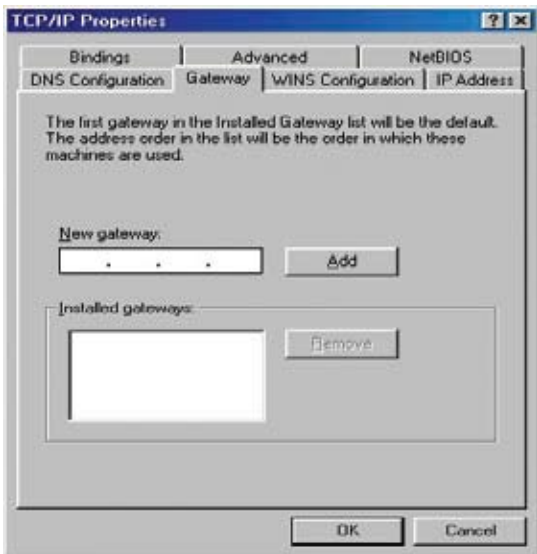 TCP/IP Properties
Bindings
Advanced
NetBIOS
DNS Configuration
Gateway
WINS Configuration
IP Address
The first gateway in the Installed Gateway list will be the default.
The address order in the list will be the order in which these
machines are used.
New gateway:
. . .
Add
Installed gateways:
Remove
OK
Cancel